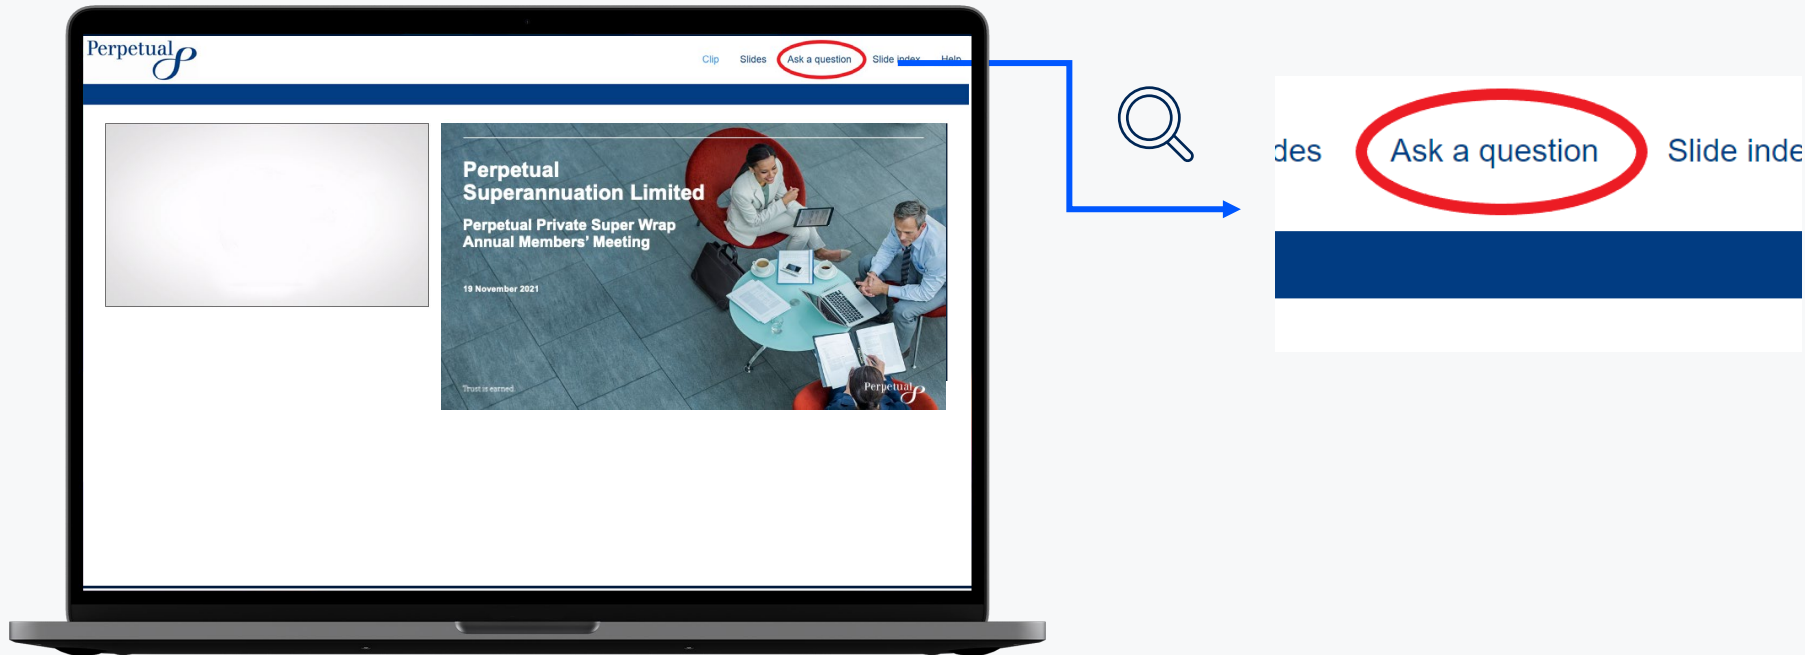 Perpetual
Clip Slides Ask a question Slide index Help
Perpetual
Superannuation Limited
Perpetual Private Super Wrap
Annual Members' Meeting
19 November 2021
Trust is earned.
Perpetual
des Ask a question Slide inde